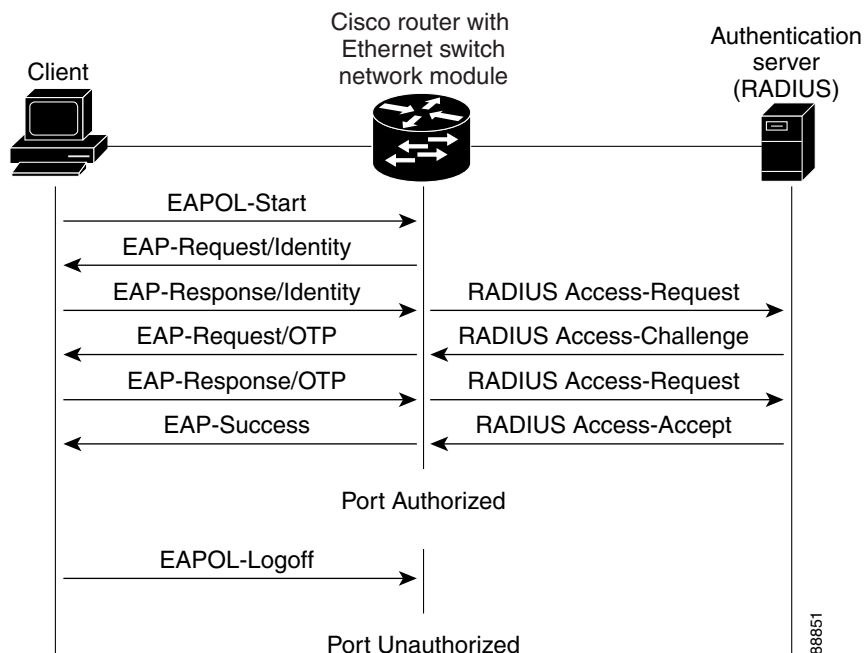 Cisco router with
Ethernet switch
network module
Authentication
server
(RADIUS)
Client
EAPOL-Start
EAP-Request/Identity
EAP-Response/Identity
RADIUS Access-Request
EAP-Request/OTP
RADIUS Access-Challenge
EAP-Response/OTP
RADIUS Access-Request
EAP-Success
RADIUS Access-Accept
Port Authorized
EAPOL-Logoff
Port Unauthorized
88851